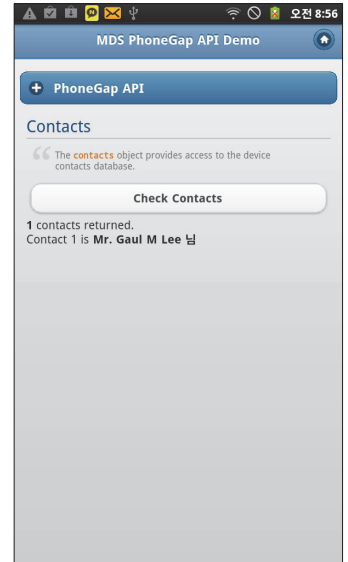 오전 8:56
MDS PhoneGap API Demo
PhoneGap API
Contacts
The contacts object provides access to the device
contacts database.
Check Contacts
1 contacts returned.
Contact 1 is Mr. Gaul M Lee 님